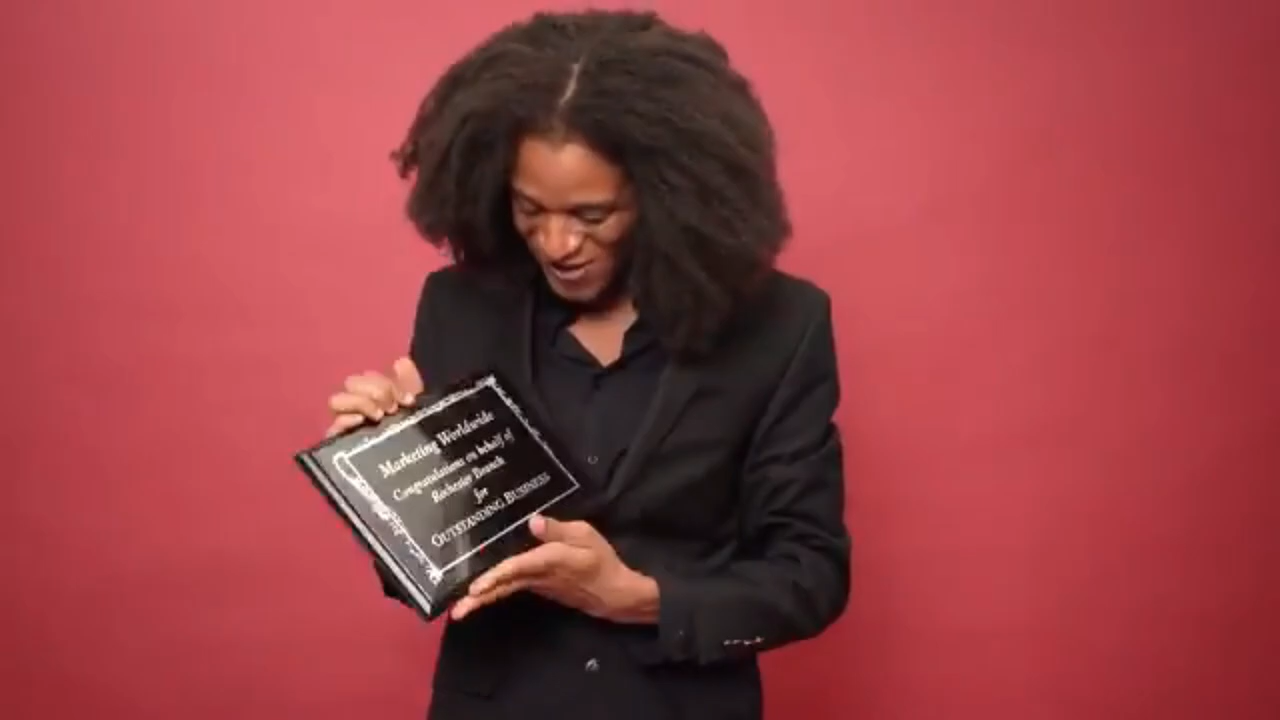 Marketing Worldwide
Congratulations on behalf of
Rochester Branch
for
OUTSTANDING BUSINESS